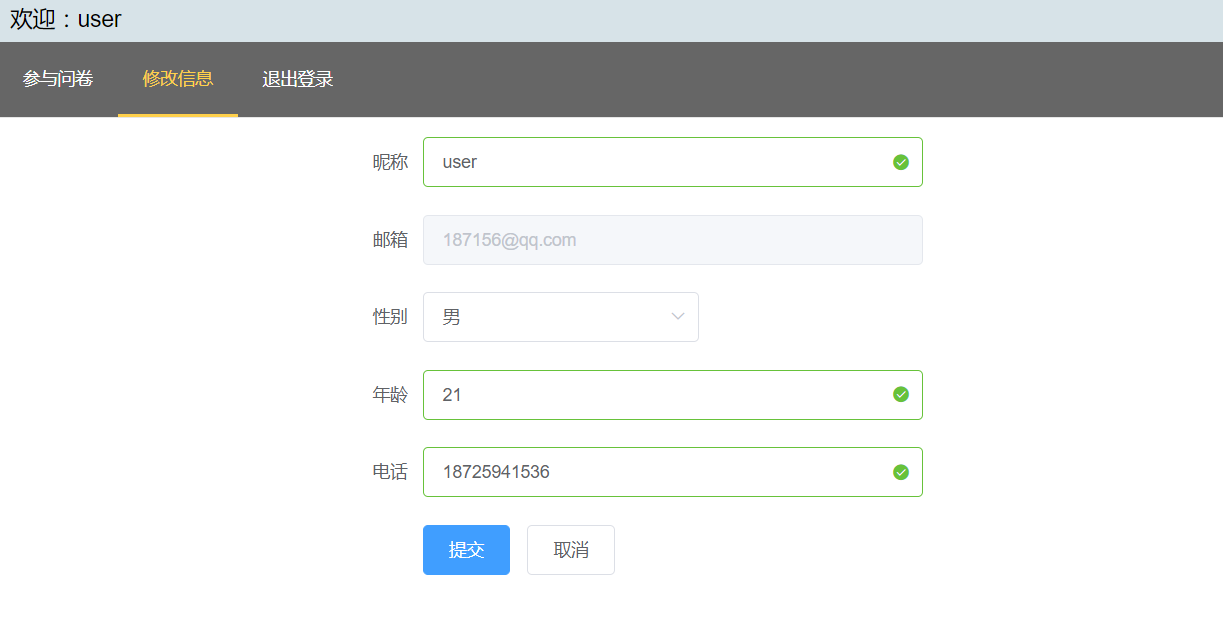 欢迎：user
参与问卷 修改信息 退出登录
昵称 user
邮箱 187156@qq.com
性别 男
年龄 21
电话 18725941536
提交 取消